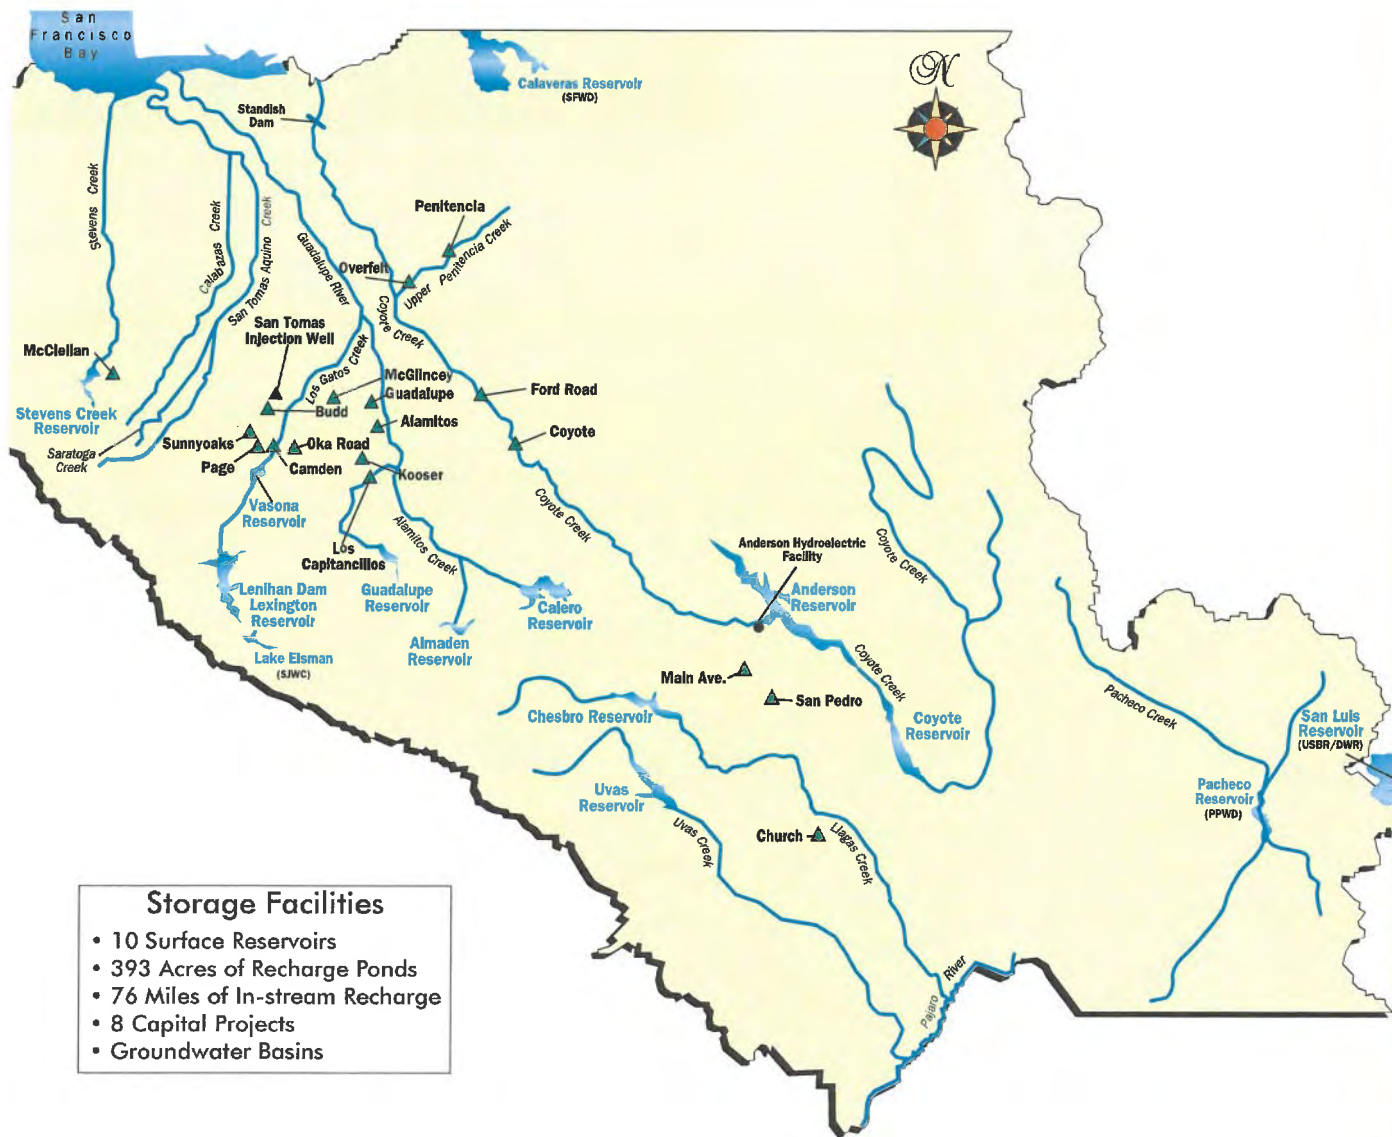 San
Francisco
Bay
Calaveras Reservoir
(SFWD)
N
Standish
Dam
Stevens Creek
Calabazas Creek
San Tomas Aquino Creek
Guadalupe River
Penitencia
Overfelt
Upper Penitencia Creek
Coyote Creek
San Tomas
Injection Well
Los Gatos Creek
McClellan
McGlincey
Guadalupe
Ford Road
Stevens Creek
Reservoir
Budd
Alamitos
Coyote
Saratoga
Creek
Sunnyoaks
Oka Road
Page
Camden
Kooser
Vasona
Reservoir
Coyote Creek
Alamitos Creek
Los
Capitancillos
Anderson Hydroelectric
Facility
Coyote Creek
Lenihan Dam
Lexington
Reservoir
Guadalupe
Reservoir
Calero
Reservoir
Anderson
Reservoir
Almaden
Reservoir
Lake Elsman
(SJWC)
Coyote Creek
Main Ave.
San Pedro
Pacheco Creek
Chesbro Reservoir
Coyote
Reservoir
San Luis
Reservoir
(USBR/DWR)
Uvas
Reservoir
Pacheco
Reservoir
(PPWD)
Uvas Creek
Church
Llagas Creek
Pajaro River
Storage Facilities
• 10 Surface Reservoirs
• 393 Acres of Recharge Ponds
• 76 Miles of In-stream Recharge
• 8 Capital Projects
• Groundwater Basins